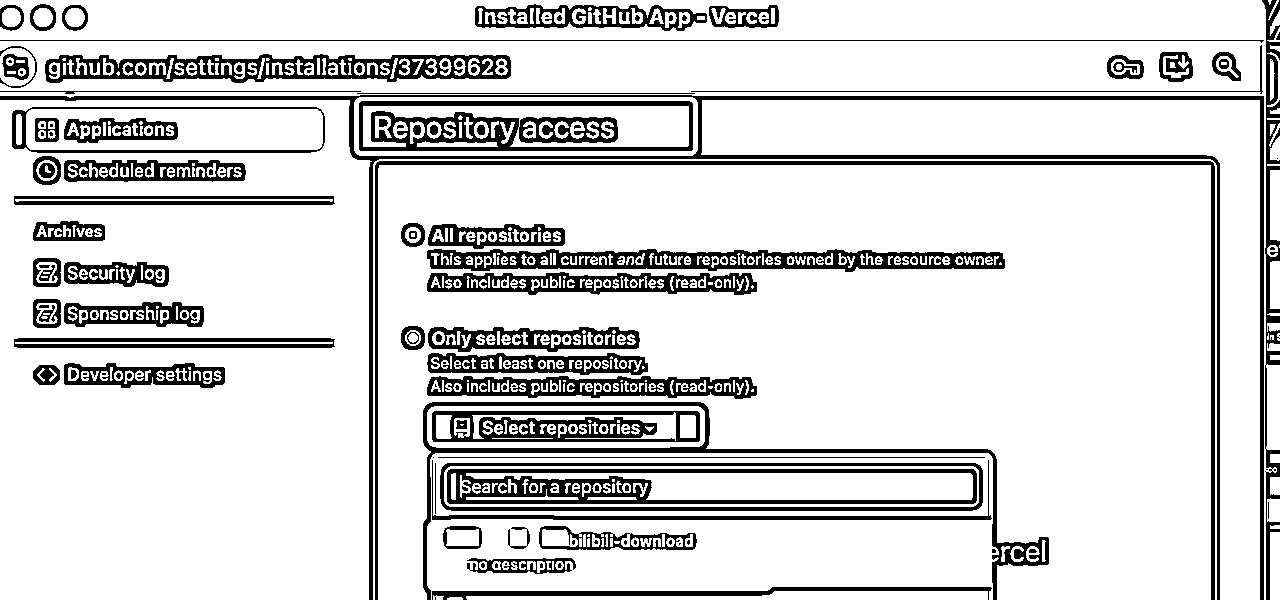 Installed GitHub App - Vercel
github.com/settings/installations/37399628
Applications
Scheduled reminders
Archives
Security log
Sponsorship log
Developer settings
Repository access
All repositories
This applies to all current and future repositories owned by the resource owner.
Also includes public repositories (read-only).
Only select repositories
Select at least one repository.
Also includes public repositories (read-only).
Select repositories
Search for a repository
bilibili-download
no description
ercel